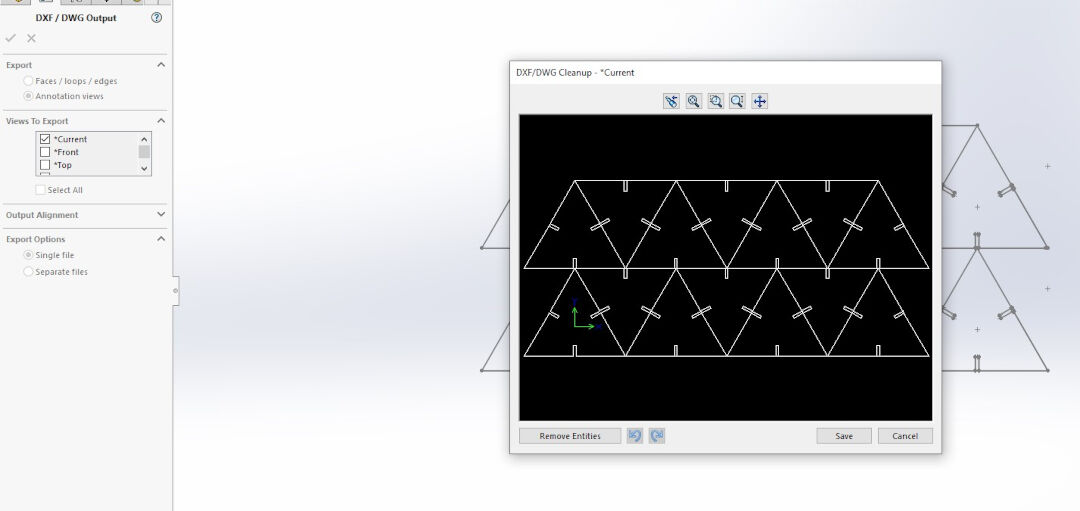 DXF / DWG Output
Export
Faces / loops / edges
Annotation views
Views To Export
*Current
*Front
*Top
Select All
Output Alignment
Export Options
Single file
Separate files
DXF/DWG Cleanup - *Current
Remove Entities
Save
Cancel